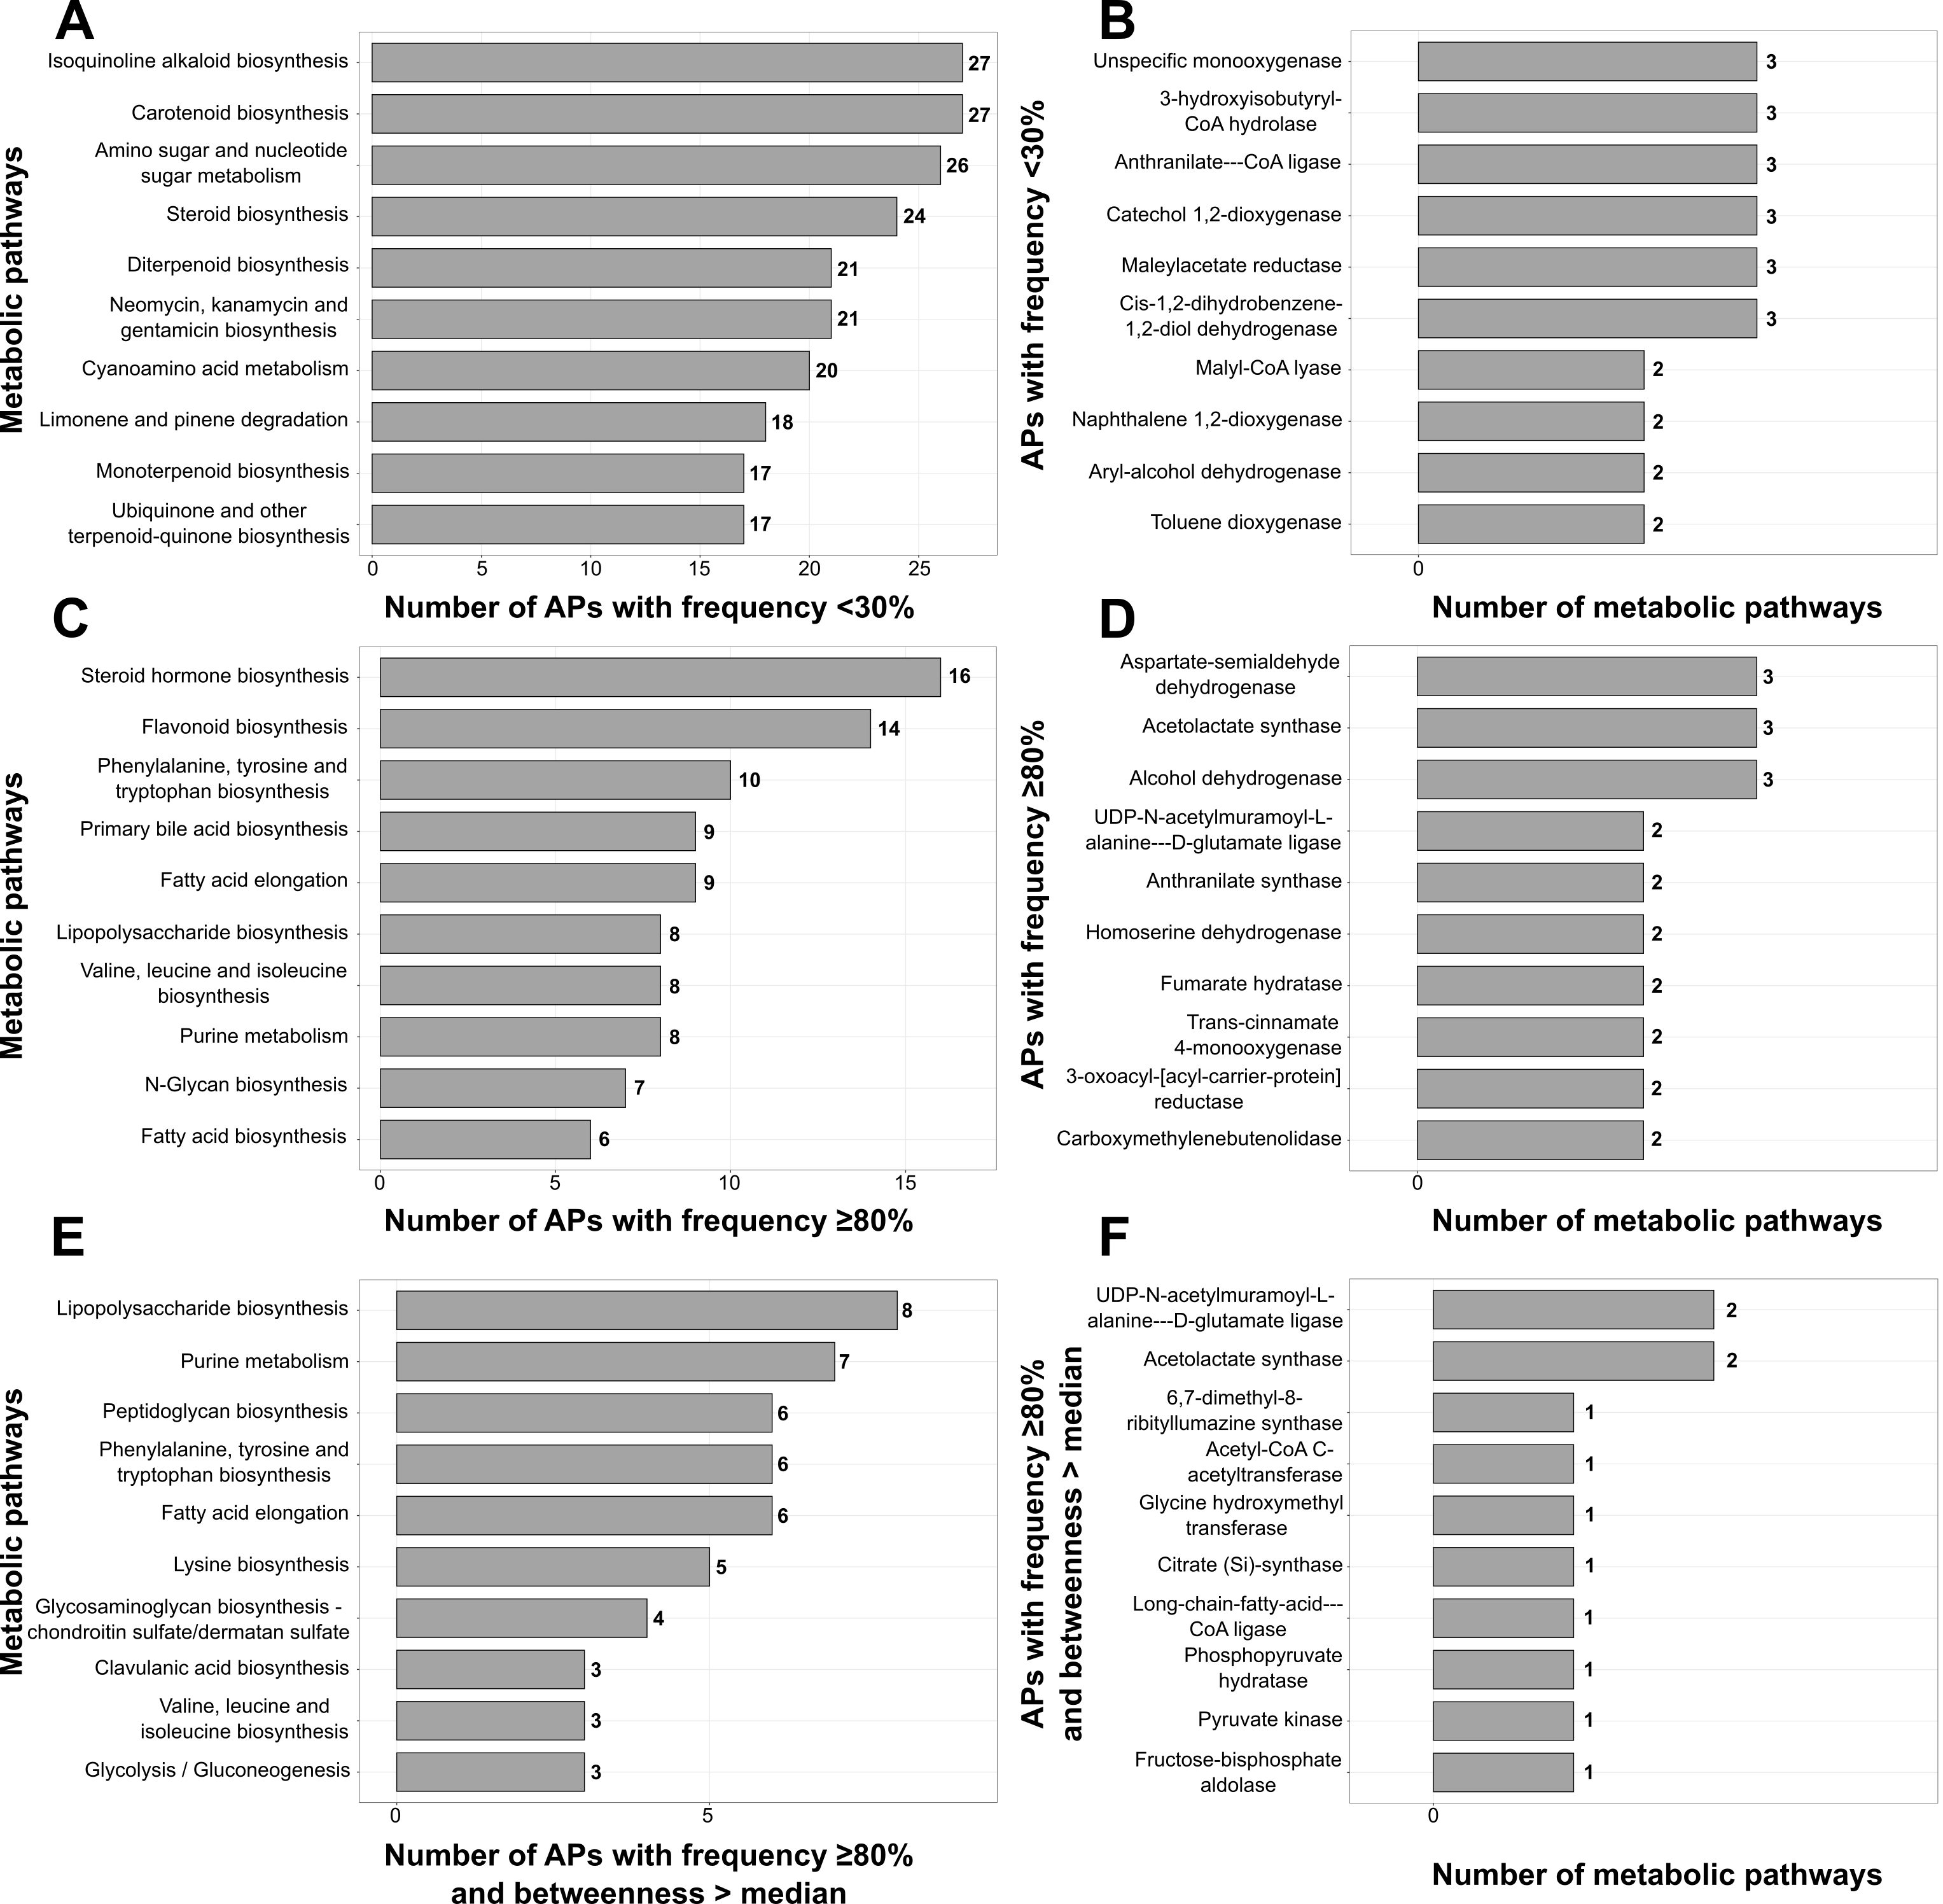 A
Metabolic pathways
Isoquinoline alkaloid biosynthesis
27
Carotenoid biosynthesis
27
Amino sugar and nucleotide
sugar metabolism
26
Steroid biosynthesis
24
Diterpenoid biosynthesis
21
Neomycin, kanamycin and
gentamicin biosynthesis
21
Cyanoamino acid metabolism
20
Limonene and pinene degradation
18
Monoterpenoid biosynthesis
17
Ubiquinone and other
terpenoid-quinone biosynthesis
17
0 5 10 15 20 25
Number of APs with frequency <30%
B
APs with frequency <30%
Unspecific monooxygenase
3
3-hydroxyisobutyryl-
CoA hydrolase
3
Anthranilate---CoA ligase
3
Catechol 1,2-dioxygenase
3
Maleylacetate reductase
3
Cis-1,2-dihydrobenzene-
1,2-diol dehydrogenase
3
Malyl-CoA lyase
2
Naphthalene 1,2-dioxygenase
2
Aryl-alcohol dehydrogenase
2
Toluene dioxygenase
2
0
Number of metabolic pathways
C
Metabolic pathways
Steroid hormone biosynthesis
16
Flavonoid biosynthesis
14
Phenylalanine, tyrosine and
tryptophan biosynthesis
10
Primary bile acid biosynthesis
9
Fatty acid elongation
9
Lipopolysaccharide biosynthesis
8
Valine, leucine and isoleucine
biosynthesis
8
Purine metabolism
8
N-Glycan biosynthesis
7
Fatty acid biosynthesis
6
0 5 10 15
Number of APs with frequency ≥80%
D
APs with frequency ≥80%
Aspartate-semialdehyde
dehydrogenase
3
Acetolactate synthase
3
Alcohol dehydrogenase
3
UDP-N-acetylmuramoyl-L-
alanine---D-glutamate ligase
2
Anthranilate synthase
2
Homoserine dehydrogenase
2
Fumarate hydratase
2
Trans-cinnamate
4-monooxygenase
2
3-oxoacyl-[acyl-carrier-protein]
reductase
2
Carboxymethylenebutenolidase
2
0
Number of metabolic pathways
E
Metabolic pathways
Lipopolysaccharide biosynthesis
8
Purine metabolism
7
Peptidoglycan biosynthesis
6
Phenylalanine, tyrosine and
tryptophan biosynthesis
6
Fatty acid elongation
6
Lysine biosynthesis
5
Glycosaminoglycan biosynthesis -
chondroitin sulfate/dermatan sulfate
4
Clavulanic acid biosynthesis
3
Valine, leucine and
isoleucine biosynthesis
3
Glycolysis / Gluconeogenesis
3
0 5
Number of APs with frequency ≥80%
and betweenness > median
F
APs with frequency ≥80%
and betweenness > median
UDP-N-acetylmuramoyl-L-
alanine---D-glutamate ligase
2
Acetolactate synthase
2
6,7-dimethyl-8-
ribityllumazine synthase
1
Acetyl-CoA C-
acetyltransferase
1
Glycine hydroxymethyl
transferase
1
Citrate (Si)-synthase
1
Long-chain-fatty-acid---
CoA ligase
1
Phosphopyruvate
hydratase
1
Pyruvate kinase
1
Fructose-bisphosphate
aldolase
1
0
Number of metabolic pathways